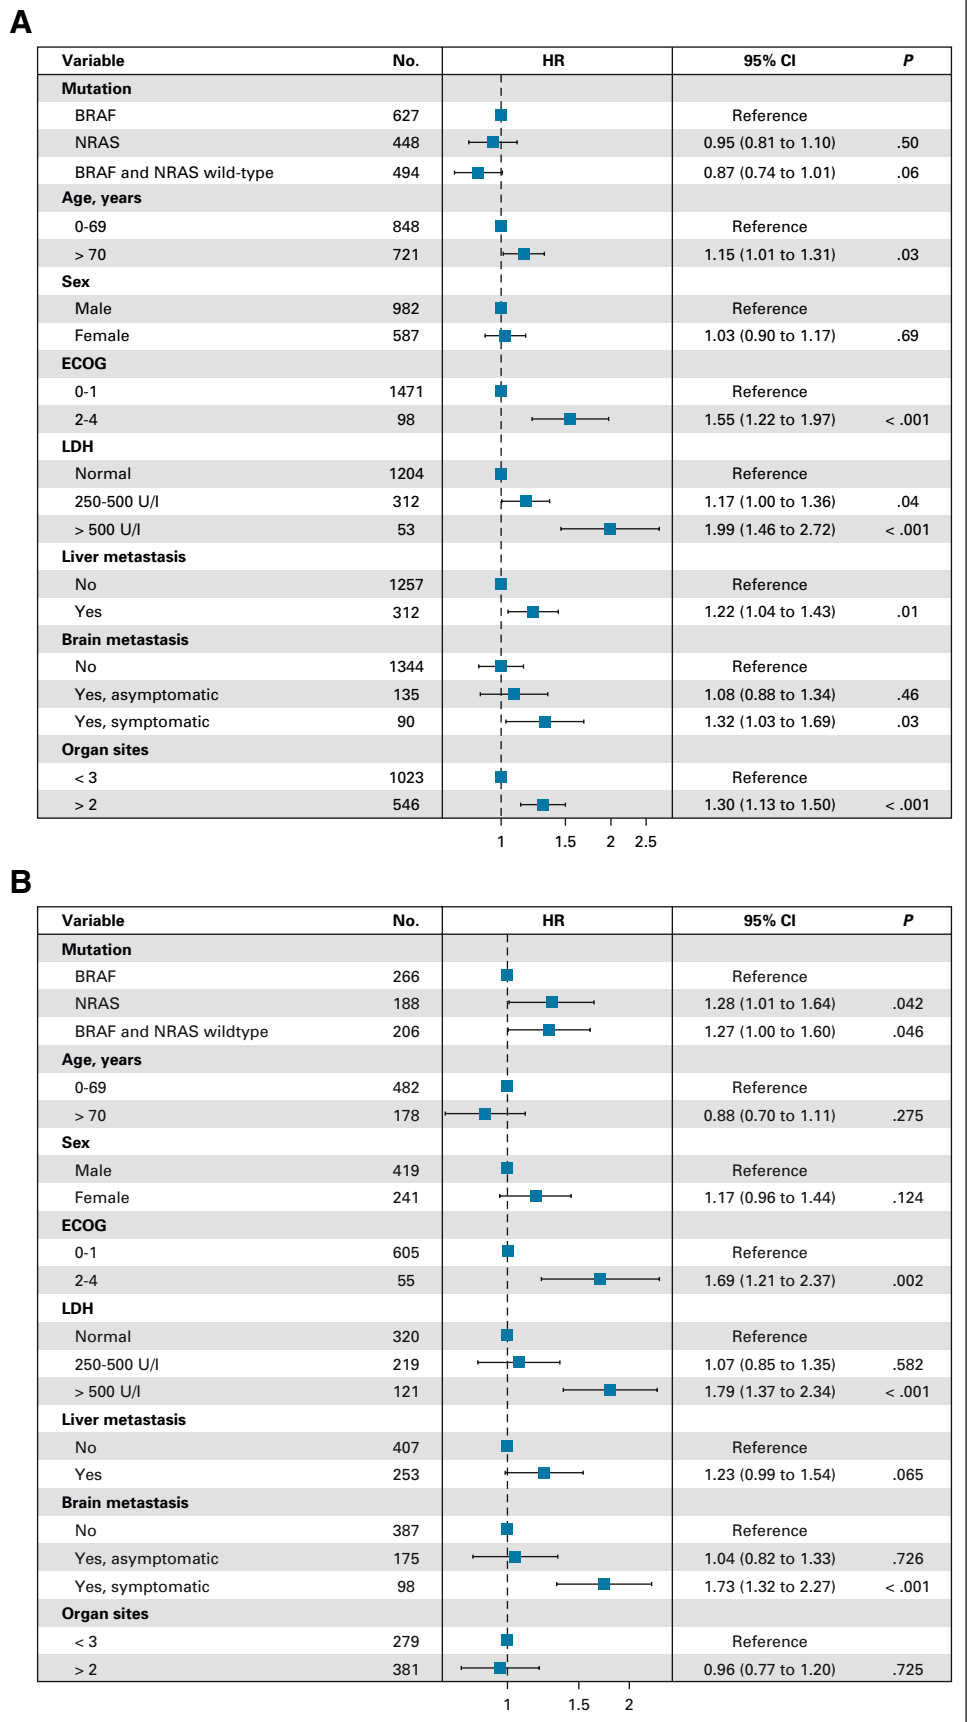 A
Variable No. HR 95% CI P
Mutation
BRAF 627 Reference
NRAS 448 0.95 (0.81 to 1.10) .50
BRAF and NRAS wild-type 494 0.87 (0.74 to 1.01) .06
Age, years
0-69 848 Reference
> 70 721 1.15 (1.01 to 1.31) .03
Sex
Male 982 Reference
Female 587 1.03 (0.90 to 1.17) .69
ECOG
0-1 1471 Reference
2-4 98 1.55 (1.22 to 1.97) < .001
LDH
Normal 1204 Reference
250-500 U/l 312 1.17 (1.00 to 1.36) .04
> 500 U/l 53 1.99 (1.46 to 2.72) < .001
Liver metastasis
No 1257 Reference
Yes 312 1.22 (1.04 to 1.43) .01
Brain metastasis
No 1344 Reference
Yes, asymptomatic 135 1.08 (0.88 to 1.34) .46
Yes, symptomatic 90 1.32 (1.03 to 1.69) .03
Organ sites
< 3 1023 Reference
> 2 546 1.30 (1.13 to 1.50) < .001
1 1.5 2 2.5
B
Variable No. HR 95% CI P
Mutation
BRAF 266 Reference
NRAS 188 1.28 (1.01 to 1.64) .042
BRAF and NRAS wildtype 206 1.27 (1.00 to 1.60) .046
Age, years
0-69 482 Reference
> 70 178 0.88 (0.70 to 1.11) .275
Sex
Male 419 Reference
Female 241 1.17 (0.96 to 1.44) .124
ECOG
0-1 605 Reference
2-4 55 1.69 (1.21 to 2.37) .002
LDH
Normal 320 Reference
250-500 U/l 219 1.07 (0.85 to 1.35) .582
> 500 U/l 121 1.79 (1.37 to 2.34) < .001
Liver metastasis
No 407 Reference
Yes 253 1.23 (0.99 to 1.54) .065
Brain metastasis
No 387 Reference
Yes, asymptomatic 175 1.04 (0.82 to 1.33) .726
Yes, symptomatic 98 1.73 (1.32 to 2.27) < .001
Organ sites
< 3 279 Reference
> 2 381 0.96 (0.77 to 1.20) .725
1 1.5 2